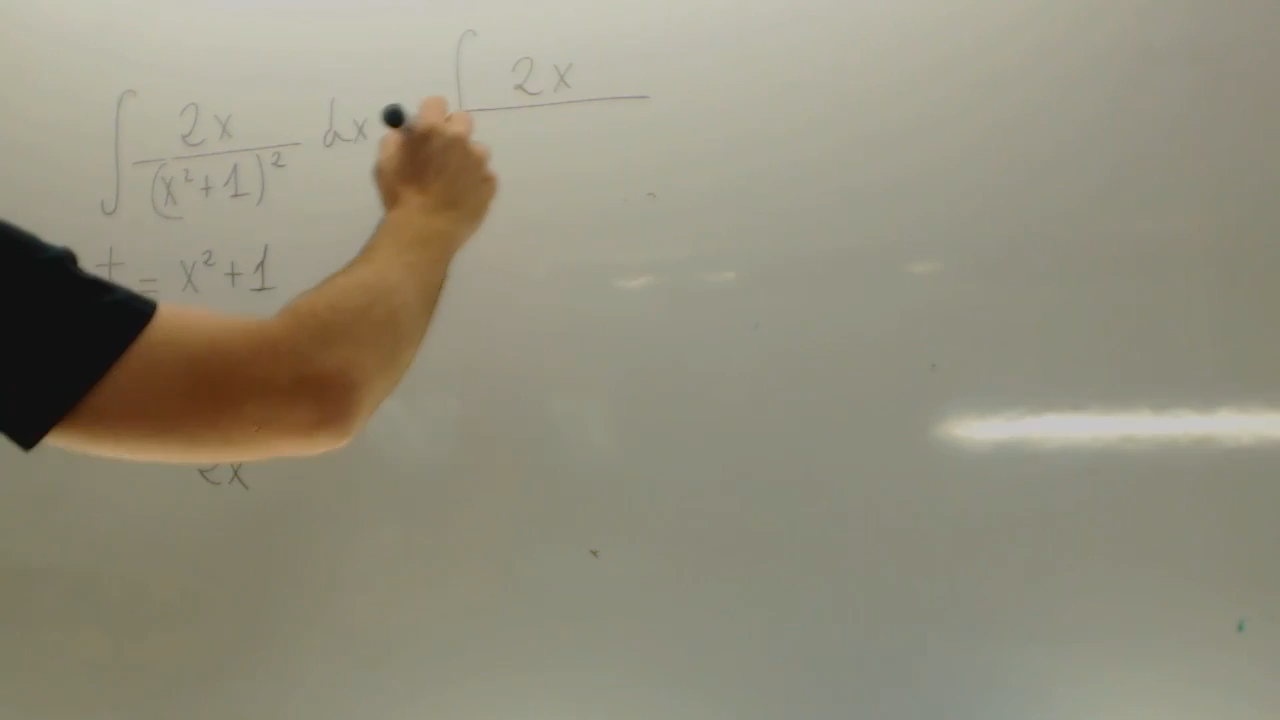 ∫ 2x / (x²+1)² dx ∫ 2x
t = x²+1
2x